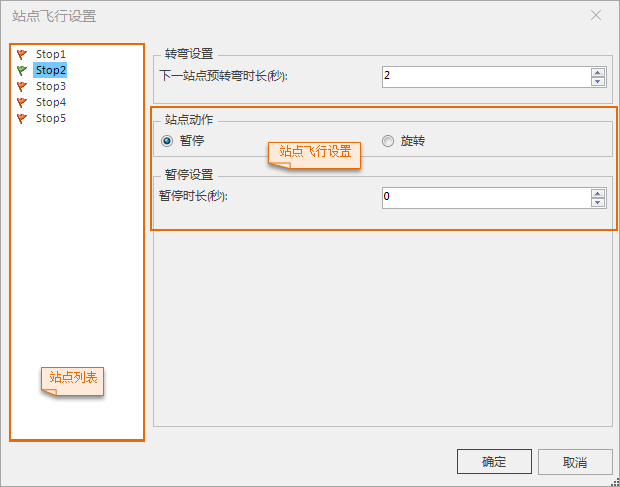 站点飞行设置
Stop1
Stop2
Stop3
Stop4
Stop5
站点列表
转弯设置
下一站点预转弯时长(秒): 2
站点动作
暂停 旋转
站点飞行设置
暂停设置
暂停时长(秒): 0
确定 取消